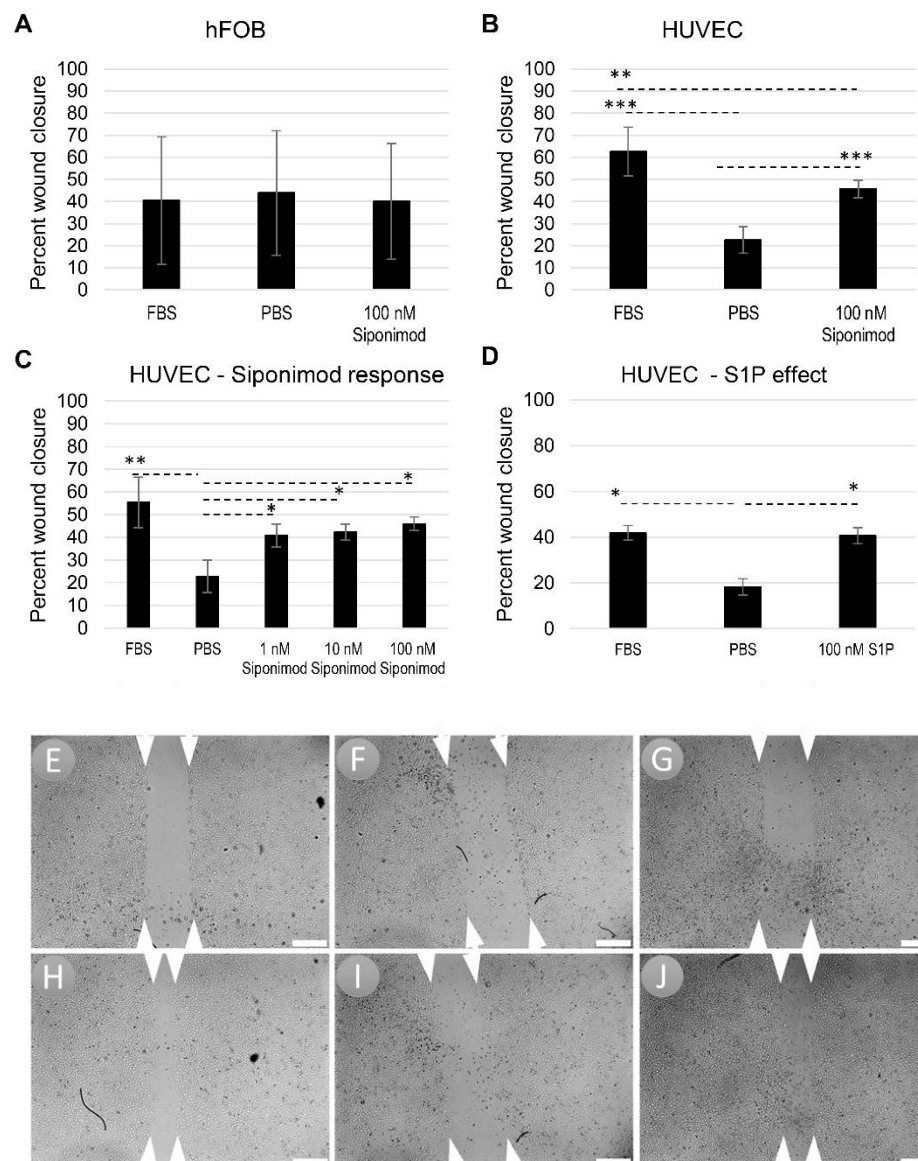 A
hFOB
Percent wound closure
100
90
80
70
60
50
40
30
20
10
0
FBS
PBS
100 nM
Siponimod
B
HUVEC
Percent wound closure
100
90
80
70
60
50
40
30
20
10
0
**
***
***
FBS
PBS
100 nM
Siponimod
C
HUVEC - Siponimod response
Percent wound closure
100
90
80
70
60
50
40
30
20
10
0
**
*
*
*
FBS
PBS
1 nM
Siponimod
10 nM
Siponimod
100 nM
Siponimod
D
HUVEC - S1P effect
Percent wound closure
100
80
60
40
20
0
*
*
FBS
PBS
100 nM S1P
E
F
G
H
I
J